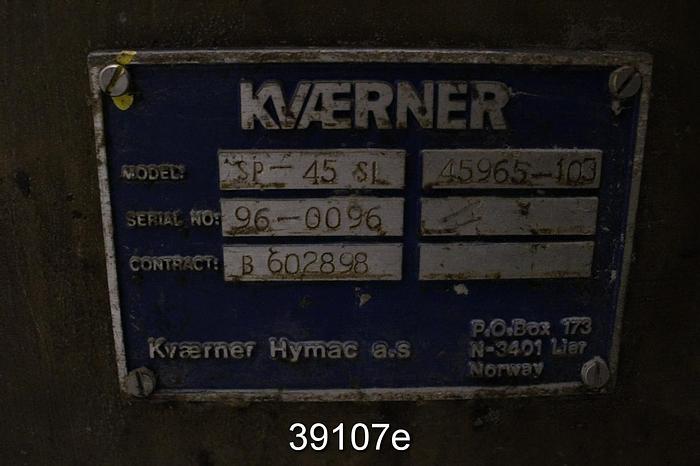 KVÆRNER
MODEL: SP-45 SL 45965-103
SERIAL NO: 96-0096
CONTRACT: B 602898
Kværner Hymac a.s
P.O.Box 173
N-3401 Lier
Norway
39107e